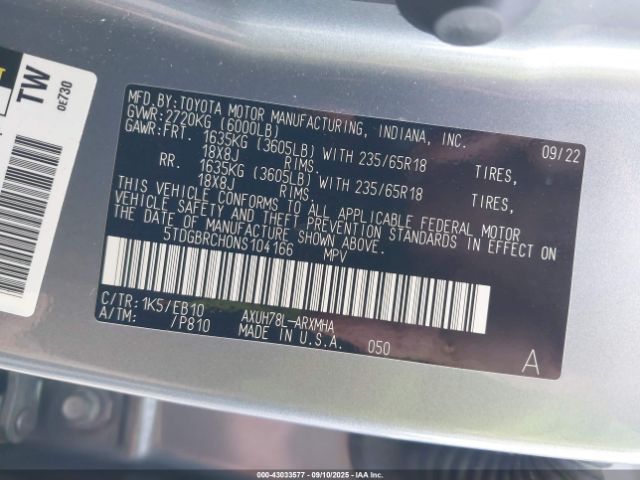 MFD.BY:TOYOTA MOTOR MANUFACTURING, INDIANA, INC.
GVWR:2720KG (6000LB) 09/22
GAWR:FRT. 1635KG (3605LB) WITH 235/65R18 TIRES,
18X8J RIMS.
RR. 1635KG (3605LB) WITH 235/65R18 TIRES,
18X8J RIMS.
THIS VEHICLE CONFORMS TO ALL APPLICABLE FEDERAL MOTOR
VEHICLE SAFETY AND THEFT PREVENTION STANDARDS IN EFFECT ON
THE DATE OF MANUFACTURE SHOWN ABOVE.
5TDGBRCH0NS104166 MPV
C/TR:1K5/EB10 AXUH78L-ARXMHA
A/TM: /P810 MADE IN U.S.A. 050
A
TW
0E730
000-43033577 - 09/10/2025 - IAAI Inc.